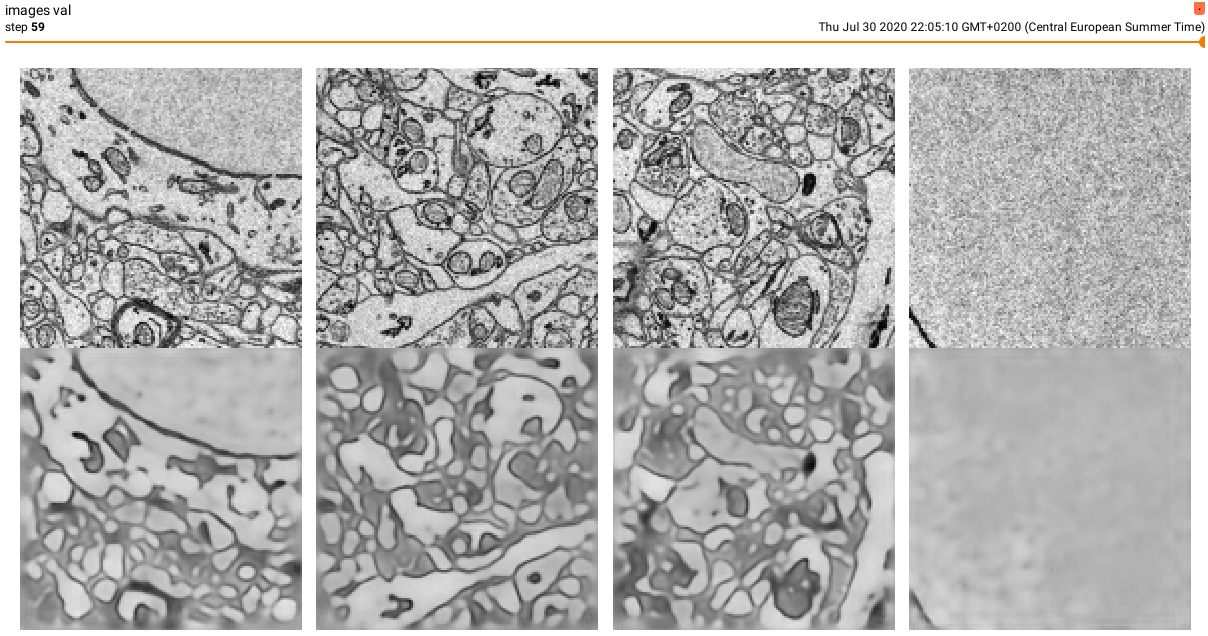 images val
step 59
Thu Jul 30 2020 22:05:10 GMT+0200 (Central European Summer Time)